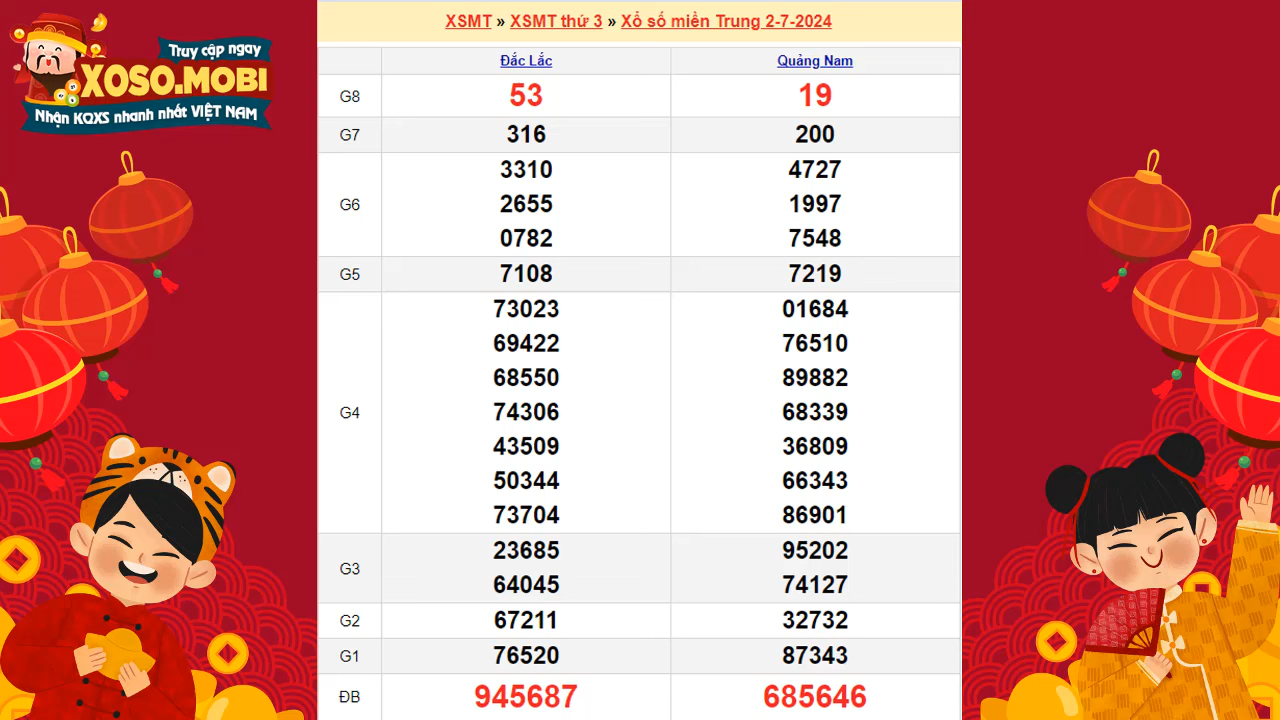 Truy cập ngay
XOSO.MOBI
Nhận KQXS nhanh nhất VIỆT NAM
XSMT » XSMT thứ 3 » Xổ số miền Trung 2-7-2024
Đắc Lắc Quảng Nam
G8 53 19
G7 316 200
3310 4727
G6 2655 1997
0782 7548
G5 7108 7219
73023 01684
69422 76510
68550 89882
G4 74306 68339
43509 36809
50344 66343
73704 86901
G3 23685 95202
64045 74127
G2 67211 32732
G1 76520 87343
ĐB 945687 685646